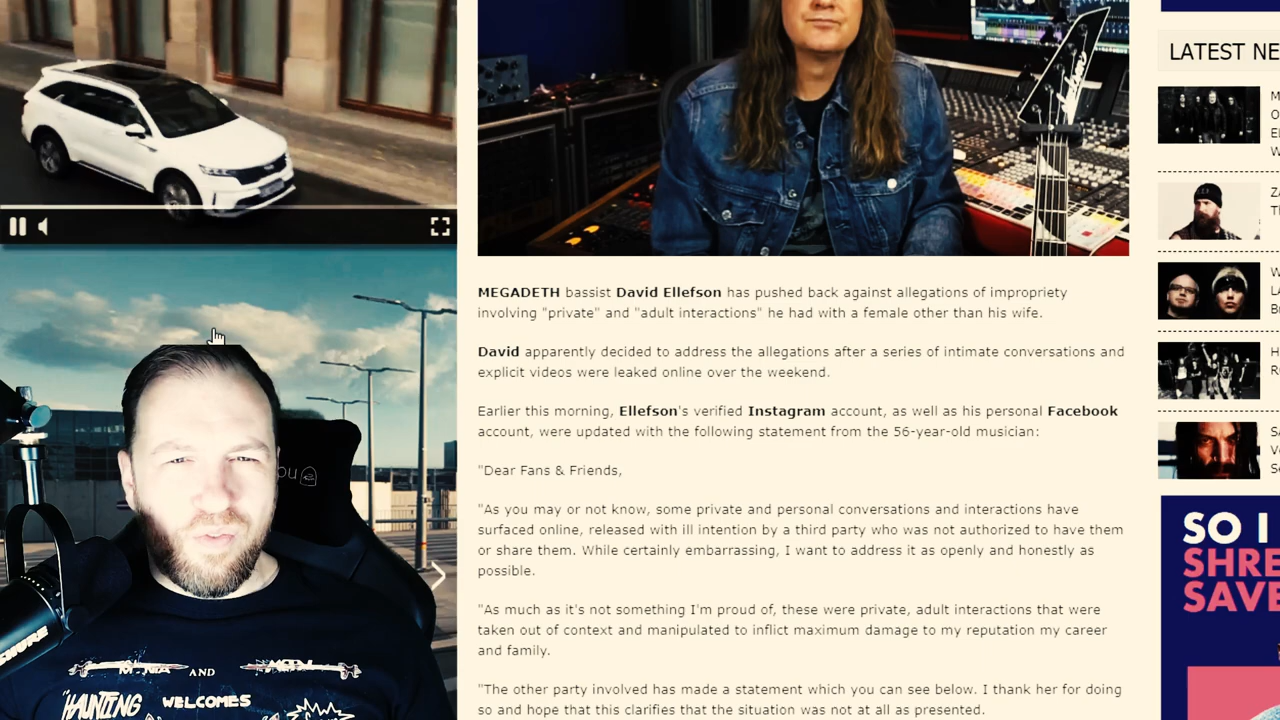 MEGADETH bassist David Ellefson has pushed back against allegations of impropriety
involving "private" and "adult interactions" he had with a female other than his wife.
David apparently decided to address the allegations after a series of intimate conversations and
explicit videos were leaked online over the weekend.
Earlier this morning, Ellefson's verified Instagram account, as well as his personal Facebook
account, were updated with the following statement from the 56-year-old musician:
"Dear Fans & Friends,
"As you may or not know, some private and personal conversations and interactions have
surfaced online, released with ill intention by a third party who was not authorized to have them
or share them. While certainly embarrassing, I want to address it as openly and honestly as
possible.
"As much as it's not something I'm proud of, these were private, adult interactions that were
taken out of context and manipulated to inflict maximum damage to my reputation my career
and family.
"The other party involved has made a statement which you can see below. I thank her for doing
so and hope that this clarifies that the situation was not at all as presented.
LATEST NE
SO I
SHRE
SAVE
SHURE
AND
HAUNTING WELCOMES